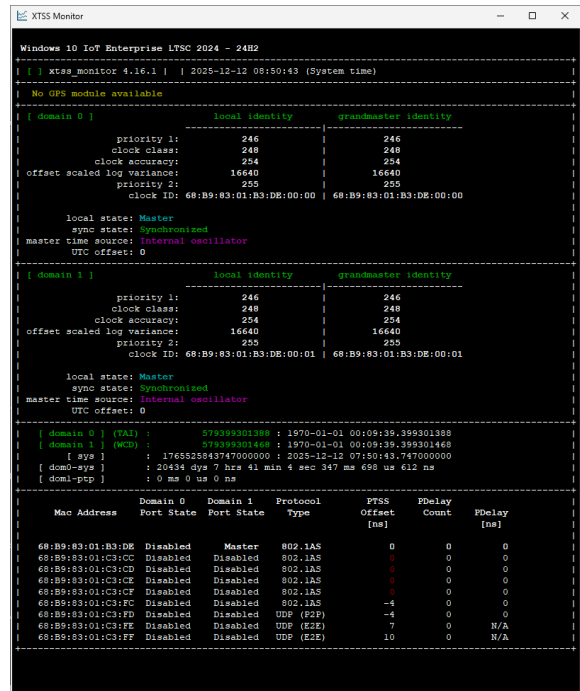 XTSS Monitor
Windows 10 IoT Enterprise LTSC 2024 - 24H2
[ ] xtss_monitor 4.16.1 | | 2025-12-12 08:50:43 (System time)
No GPS module available
[ domain 0 ] local identity grandmaster identity
priority 1: 246 | 246
clock class: 248 | 248
clock accuracy: 254 | 254
offset scaled log variance: 16640 | 16640
priority 2: 255 | 255
clock ID: 68:B9:83:01:B3:DE:00:00 | 68:B9:83:01:B3:DE:00:00
local state: Master
sync state: Synchronized
master time source: Internal oscillator
UTC offset: 0
[ domain 1 ] local identity grandmaster identity
priority 1: 246 | 246
clock class: 248 | 248
clock accuracy: 254 | 254
offset scaled log variance: 16640 | 16640
priority 2: 255 | 255
clock ID: 68:B9:83:01:B3:DE:00:01 | 68:B9:83:01:B3:DE:00:01
local state: Master
sync state: Synchronized
master time source: Internal oscillator
UTC offset: 0
[ domain 0 ] (TAI) : 579399301388 : 1970-01-01 00:09:39.399301388
[ domain 1 ] (WCD) : 579399301468 : 1970-01-01 00:09:39.399301468
[ sys ] : 1765525843747000000 : 2025-12-12 07:50:43.747000000
[ dom0-sys ] : 20434 dys 7 hrs 41 min 4 sec 347 ms 698 us 612 ns
[ dom1-ptp ] : 0 ms 0 us 0 ns
Domain 0 Domain 1 Protocol PTSS PDelay
Mac Address Port State Port State Type Offset Count PDelay
[ns] [ns]
68:B9:83:01:B3:DE Disabled Master 802.1AS 0 0 0
68:B9:83:01:C3:CC Disabled Disabled 802.1AS 0 0 0
68:B9:83:01:C3:CD Disabled Disabled 802.1AS 0 0 0
68:B9:83:01:C3:CE Disabled Disabled 802.1AS 0 0 0
68:B9:83:01:C3:CF Disabled Disabled 802.1AS 0 0 0
68:B9:83:01:C3:FC Disabled Disabled 802.1AS -4 0 0
68:B9:83:01:C3:FD Disabled Disabled UDP (P2P) -4 0 0
68:B9:83:01:C3:FE Disabled Disabled UDP (E2E) 7 0 N/A
68:B9:83:01:C3:FF Disabled Disabled UDP (E2E) 10 0 N/A